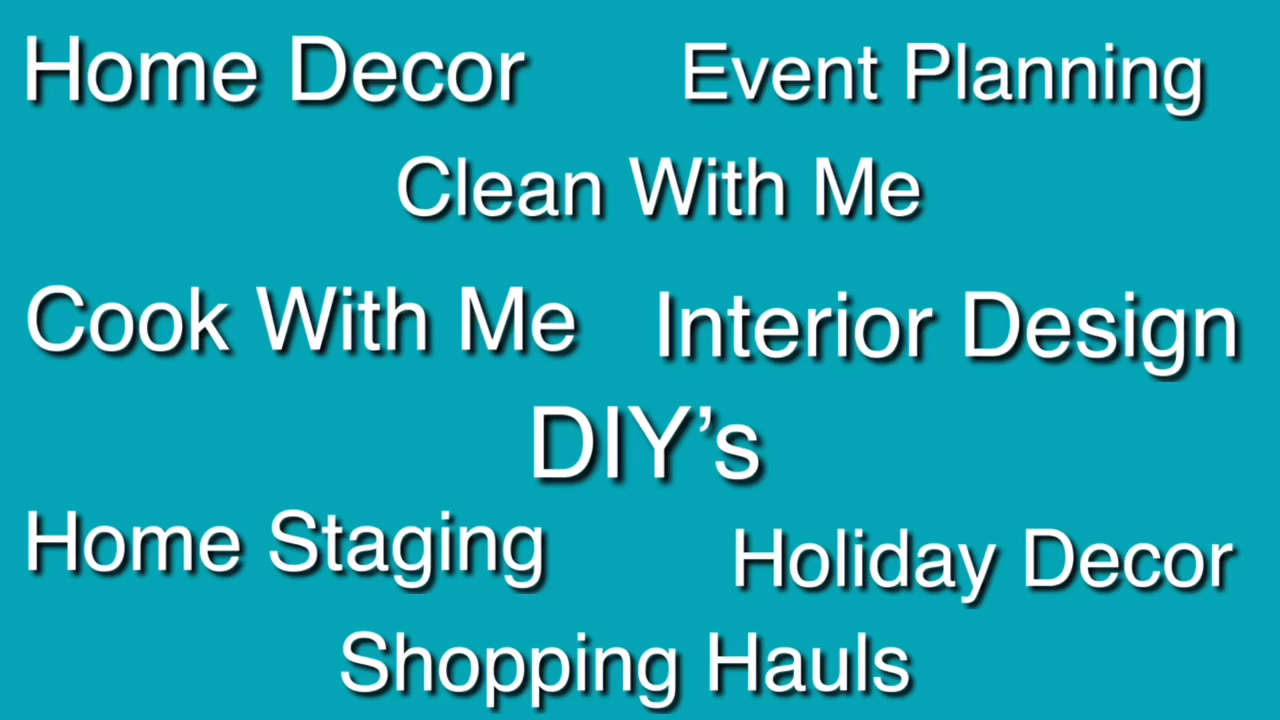 Home Decor
Event Planning
Clean With Me
Cook With Me
Interior Design
DIY’s
Home Staging
Holiday Decor
Shopping Hauls